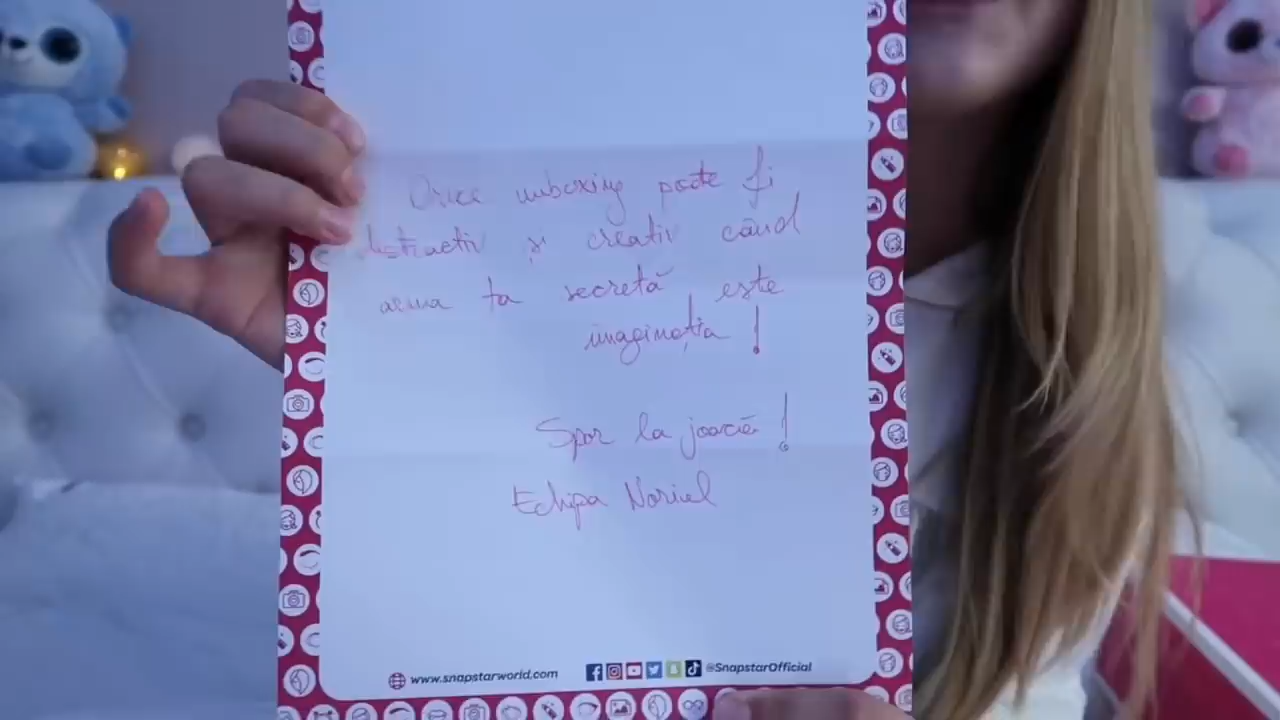 Orice unboxing poate fi
distractiv și creativ când
arma ta secretă este
imaginația!
Spor la joacă!
Echipa Noriel
www.snapstarworld.com @SnapstarOfficial